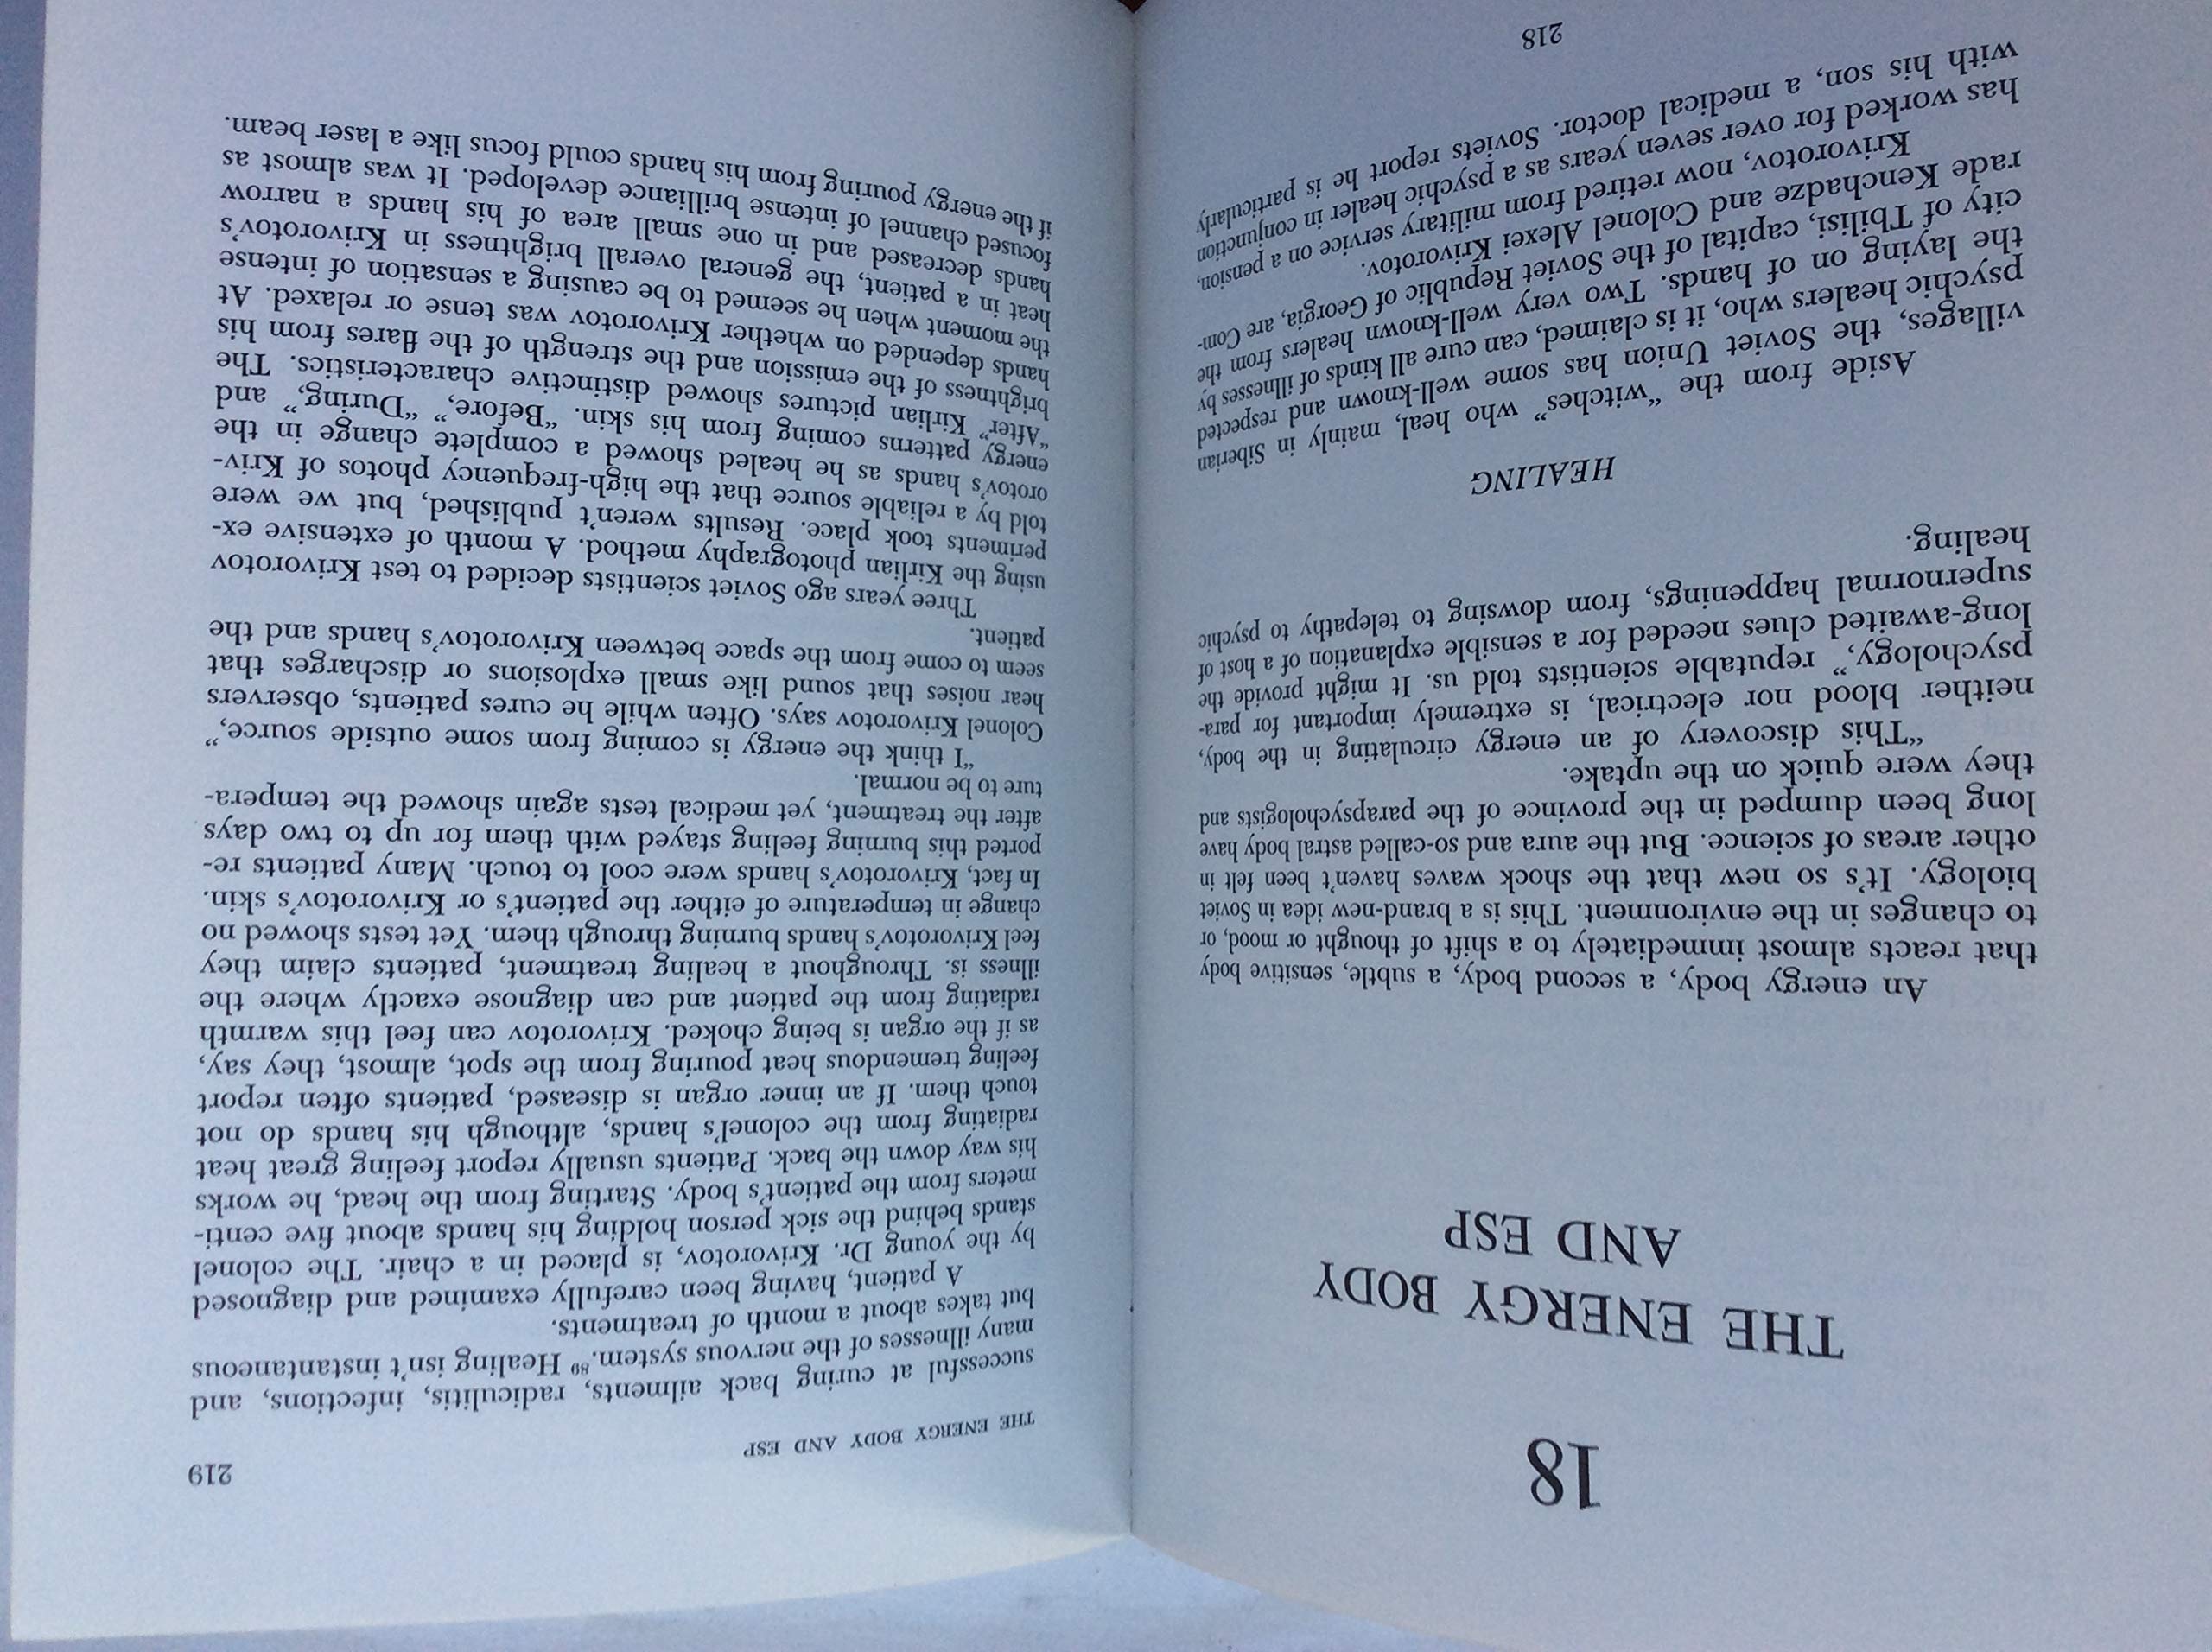 18
THE ENERGY BODY
AND ESP
An energy body, a second body, a subtle, sensitive body
that reacts almost immediately to a shift of thought or mood, or
to changes in the environment. This is a brand-new idea in Soviet
biology. It's so new that the shock waves haven't been felt in
other areas of science. But the aura and so-called astral body have
long been dumped in the province of the parapsychologists and
they were quick on the uptake.
“This discovery of an energy circulating in the body,
neither blood nor electrical, is extremely important for para-
psychology,” reputable scientists told us. It might provide the
long-awaited clues needed for a sensible explanation of a host of
supernormal happenings, from dowsing to telepathy to psychic
healing.
HEALING
Aside from the “witches” who heal, mainly in Siberian
villages, the Soviet Union has some well-known and respected
psychic healers who, it is claimed, can cure all kinds of illnesses by
the laying on of hands. Two very well-known healers from the
city of Tbilisi, capital of the Soviet Republic of Georgia, are Com-
rade Kenchadze and Colonel Alexei Krivorotov.
Krivorotov, now retired from military service on a pension,
has worked for over seven years as a psychic healer in conjunction
with his son, a medical doctor. Soviets report he is particularly
218
THE ENERGY BODY AND ESP
219
successful at curing back ailments, radiculitis, infections, and
many illnesses of the nervous system.89 Healing isn't instantaneous
but takes about a month of treatments.
A patient, having been carefully examined and diagnosed
by the young Dr. Krivorotov, is placed in a chair. The colonel
stands behind the sick person holding his hands about five centi-
meters from the patient's body. Starting from the head, he works
his way down the back. Patients usually report feeling great heat
radiating from the colonel's hands, although his hands do not
touch them. If an inner organ is diseased, patients often report
feeling tremendous heat pouring from the spot, almost, they say,
as if the organ is being choked. Krivorotov can feel this warmth
radiating from the patient and can diagnose exactly where the
illness is. Throughout a healing treatment, patients claim they
feel Krivorotov's hands burning through them. Yet tests showed no
change in temperature of either the patient's or Krivorotov's skin.
In fact, Krivorotov's hands were cool to touch. Many patients re-
ported this burning feeling stayed with them for up to two days
after the treatment, yet medical tests again showed the tempera-
ture to be normal.
“I think the energy is coming from some outside source,”
Colonel Krivorotov says. Often while he cures patients, observers
hear noises that sound like small explosions or discharges that
seem to come from the space between Krivorotov's hands and the
patient.
Three years ago Soviet scientists decided to test Krivorotov
using the Kirlian photography method. A month of extensive ex-
periments took place. Results weren't published, but we were
told by a reliable source that the high-frequency photos of Kriv-
orotov's hands as he healed showed a complete change in the
energy patterns coming from his skin. “Before,” “During,” and
“After” Kirlian pictures showed distinctive characteristics. The
brightness of the emission and the strength of the flares from his
hands depended on whether Krivorotov was tense or relaxed. At
the moment when he seemed to be causing a sensation of intense
heat in a patient, the general overall brightness in Krivorotov's
hands decreased and in one small area of his hands a narrow
focused channel of intense brilliance developed. It was almost as
if the energy pouring from his hands could focus like a laser beam.